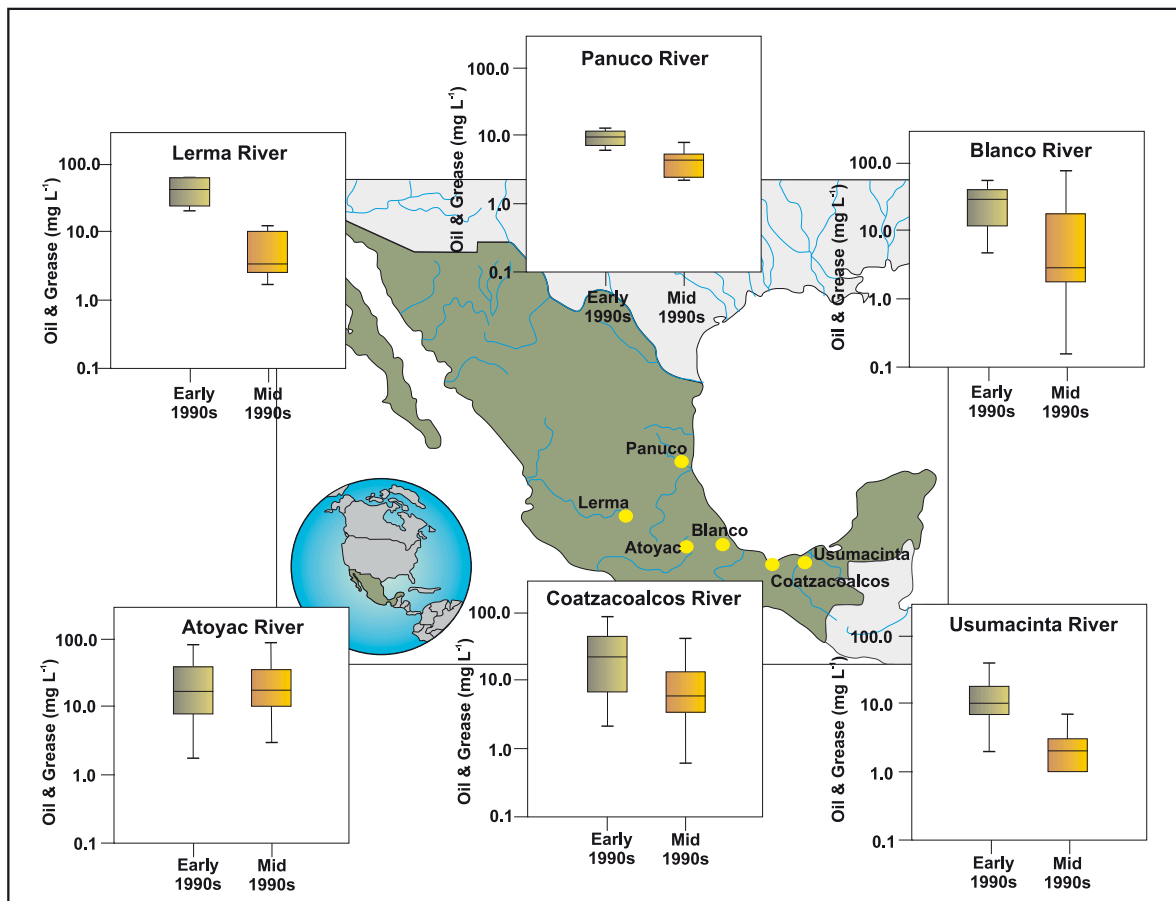 Panuco River
Oil & Grease (mg L-1)
100.0
10.0
1.0
0.1
Early
1990s
Mid
1990s
Lerma River
Oil & Grease (mg L-1)
100.0
10.0
1.0
0.1
Early
1990s
Mid
1990s
Blanco River
Oil & Grease (mg L-1)
100.0
10.0
1.0
0.1
Early
1990s
Mid
1990s
Panuco
Lerma
Blanco
Atoyac
Usumacinta
Coatzacoalcos
Atoyac River
Oil & Grease (mg L-1)
100.0
10.0
1.0
0.1
Early
1990s
Mid
1990s
Coatzacoalcos River
Oil & Grease (mg L-1)
100.0
10.0
1.0
0.1
Early
1990s
Mid
1990s
Usumacinta River
Oil & Grease (mg L-1)
100.0
10.0
1.0
0.1
Early
1990s
Mid
1990s